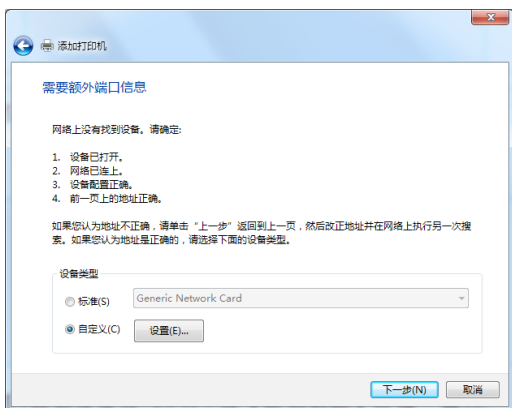 添加打印机
需要额外端口信息
网络上没有找到设备。请确定:
1. 设备已打开。
2. 网络已连上。
3. 设备配置正确。
4. 前一页上的地址正确。
如果您认为地址不正确，请单击“上一步”返回到上一页，然后改正地址并在网络上执行另一次搜
索。如果您认为地址是正确的，请选择下面的设备类型。
设备类型
标准(S)
Generic Network Card
自定义(C)
设置(E)...
下一步(N)
取消